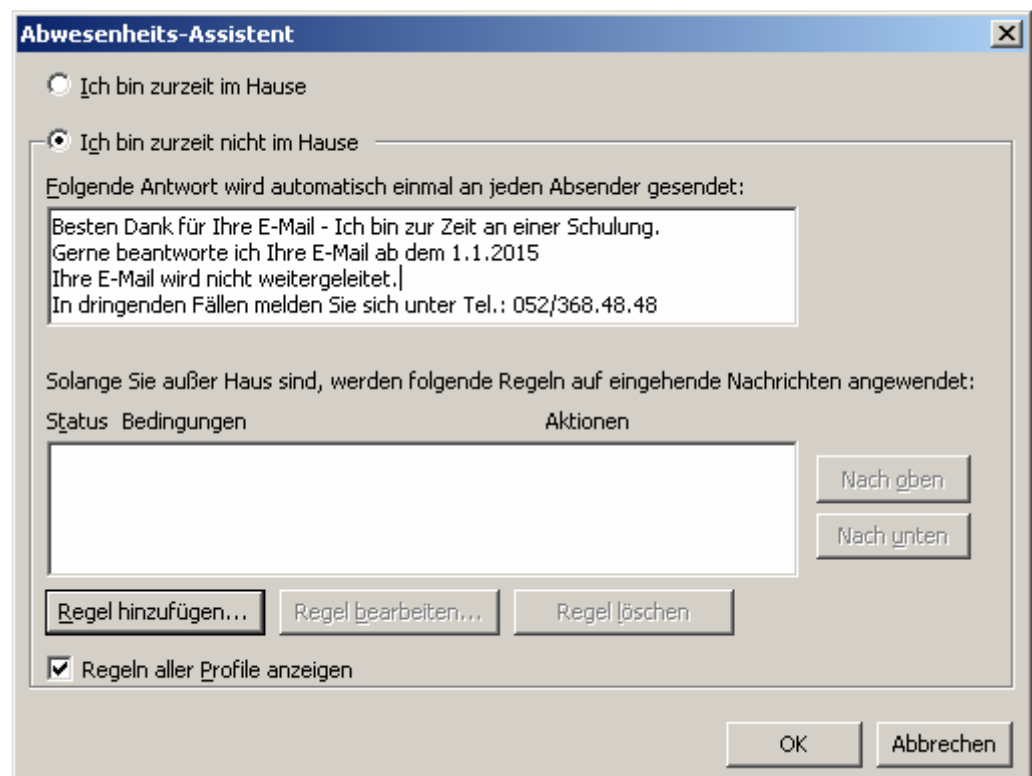 Abwesenheits-Assistent
Ich bin zurzeit im Hause
Ich bin zurzeit nicht im Hause
Folgende Antwort wird automatisch einmal an jeden Absender gesendet:
Besten Dank für Ihre E-Mail - Ich bin zur Zeit an einer Schulung.
Gerne beantworte ich Ihre E-Mail ab dem 1.1.2015
Ihre E-Mail wird nicht weitergeleitet.
In dringenden Fällen melden Sie sich unter Tel.: 052/368.48.48
Solange Sie außer Haus sind, werden folgende Regeln auf eingehende Nachrichten angewendet:
Status Bedingungen Aktionen
Nach oben
Nach unten
Regel hinzufügen... Regel bearbeiten... Regel löschen
Regeln aller Profile anzeigen
OK Abbrechen